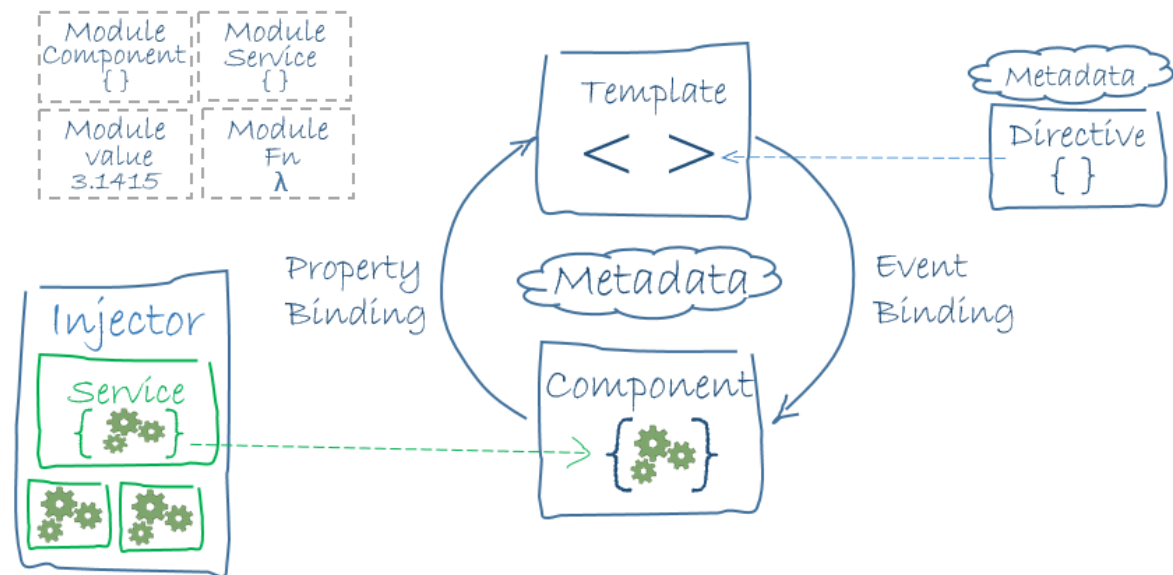 Module
Component
{ }
Module
Service
{ }
Module
value
3.1415
Module
Fn
λ
Template
< >
Metadata
Directive
{ }
Property
Binding
Metadata
Event
Binding
Injector
Service
{ }
Component
{ }